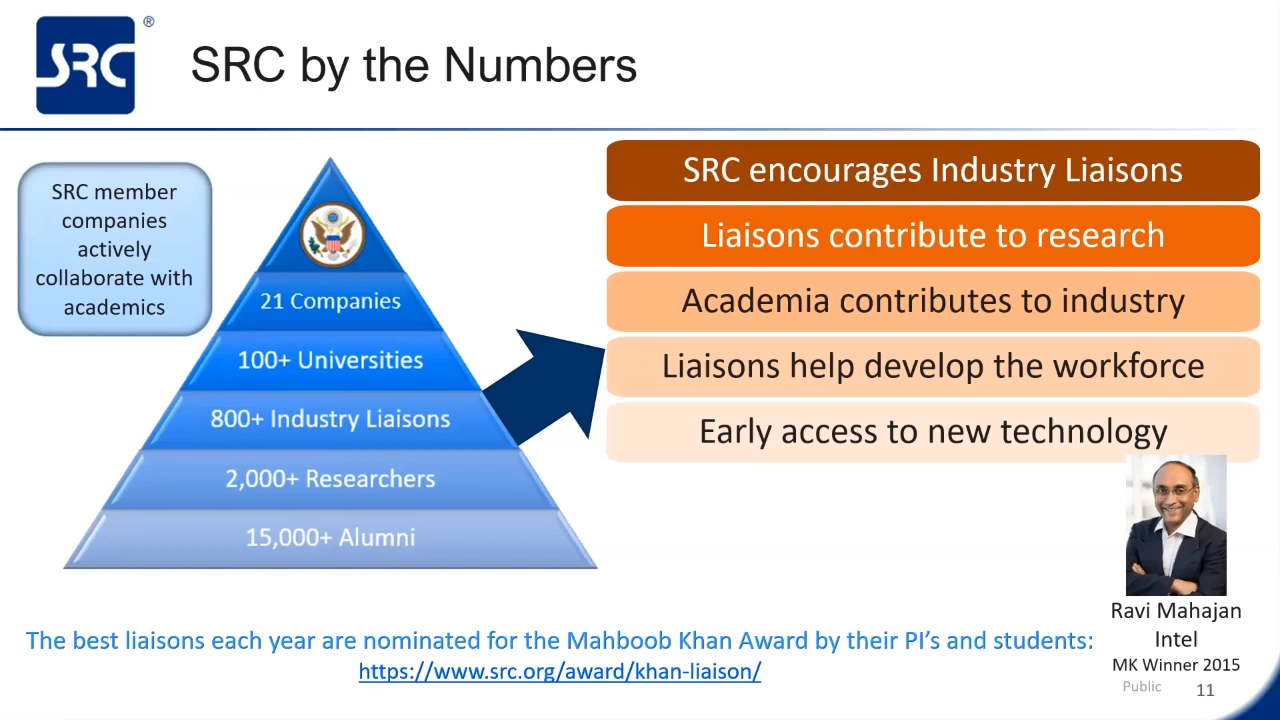 SRC
®
SRC by the Numbers
SRC member
companies
actively
collaborate with
academics
21 Companies
100+ Universities
800+ Industry Liaisons
2,000+ Researchers
15,000+ Alumni
SRC encourages Industry Liaisons
Liaisons contribute to research
Academia contributes to industry
Liaisons help develop the workforce
Early access to new technology
Ravi Mahajan
Intel
MK Winner 2015
The best liaisons each year are nominated for the Mahboob Khan Award by their PI’s and students:
https://www.src.org/award/khan-liaison/
Public
11